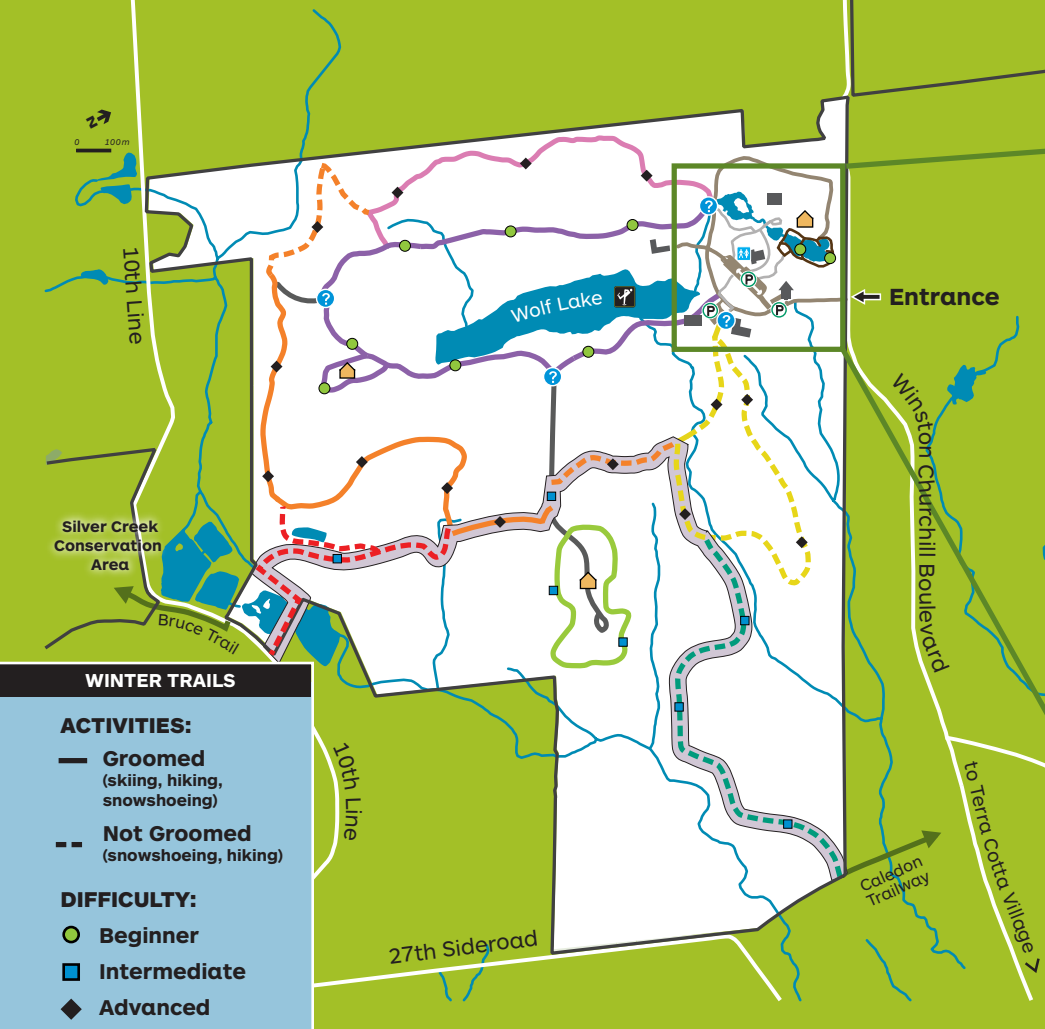 N
0 100m
10th Line
?
?
?
?
Wolf Lake
P
P
P
Entrance
Winston Churchill Boulevard
Silver Creek
Conservation
Area
Bruce Trail
10th Line
to Terra Cotta Village >
Caledon
Trailway
27th Sideroad
WINTER TRAILS
ACTIVITIES:
Groomed
(skiing, hiking,
snowshoeing)
Not Groomed
(snowshoeing, hiking)
DIFFICULTY:
Beginner
Intermediate
Advanced